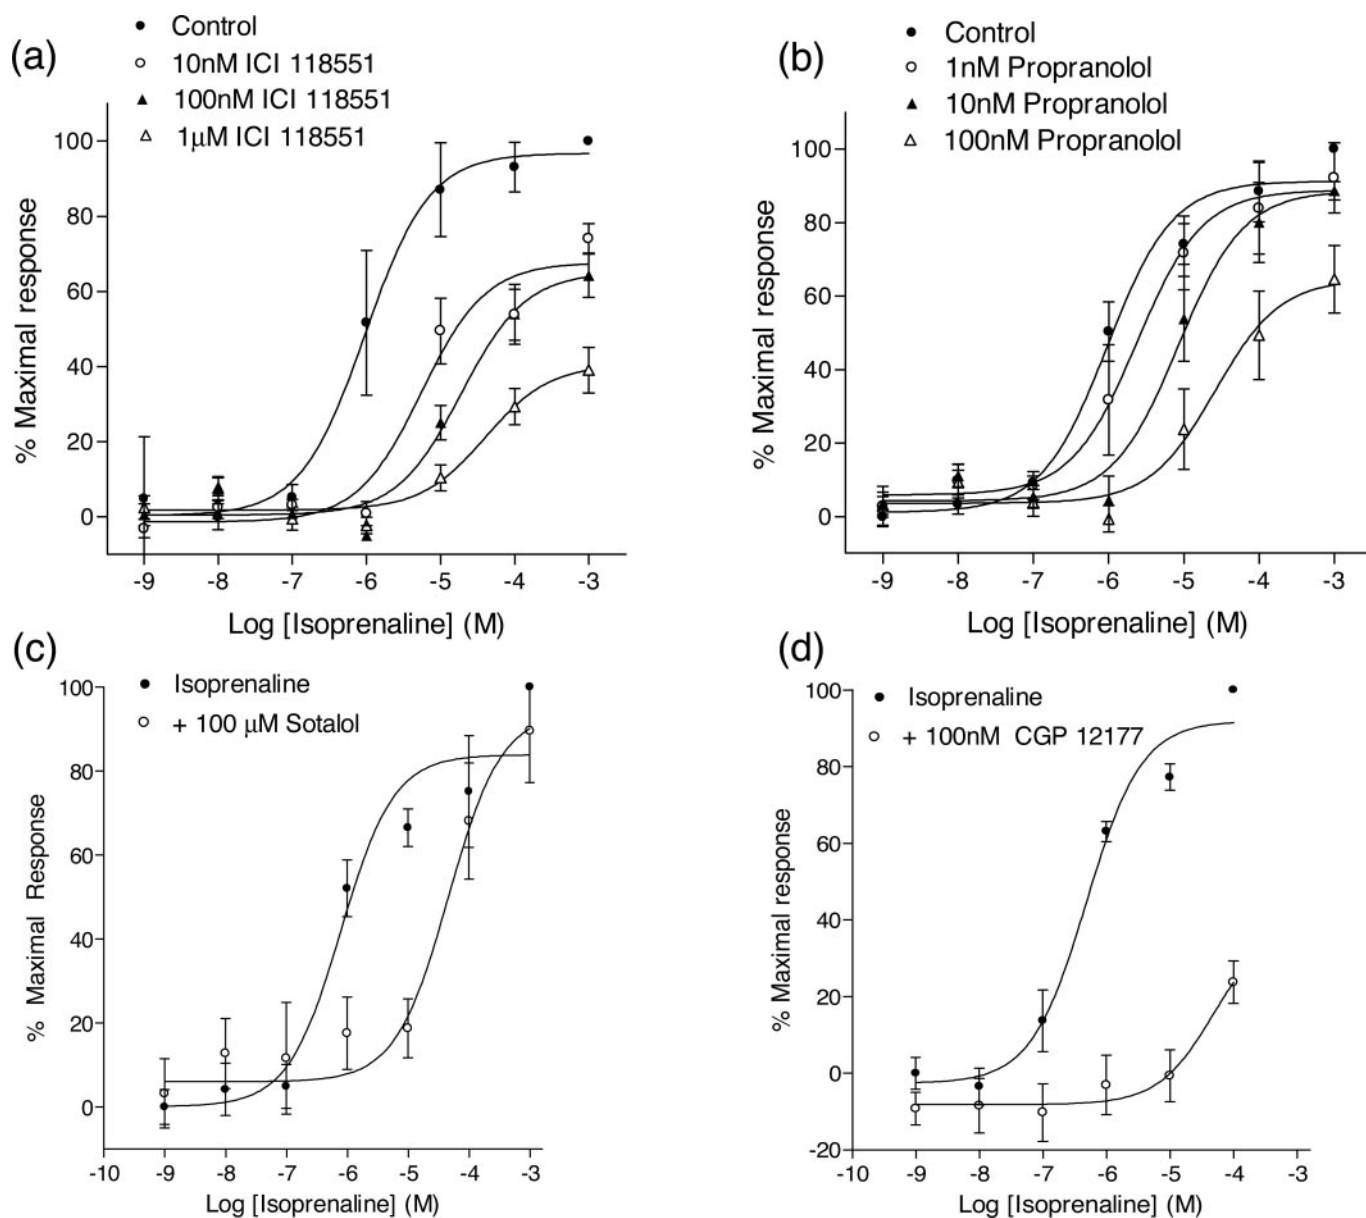 (a)
Control
10nM ICI 118551
100nM ICI 118551
1μM ICI 118551
100
80
60
40
20
0
% Maximal response
-9 -8 -7 -6 -5 -4 -3
Log [Isoprenaline] (M)
(b)
Control
1nM Propranolol
10nM Propranolol
100nM Propranolol
100
80
60
40
20
0
% Maximal response
-9 -8 -7 -6 -5 -4 -3
Log [Isoprenaline] (M)
(c)
Isoprenaline
+ 100 μM Sotalol
100
80
60
40
20
0
% Maximal Response
-10 -9 -8 -7 -6 -5 -4 -3
Log [Isoprenaline] (M)
(d)
Isoprenaline
+ 100nM CGP 12177
100
80
60
40
20
0
-20
% Maximal response
-10 -9 -8 -7 -6 -5 -4 -3
Log [Isoprenaline] (M)